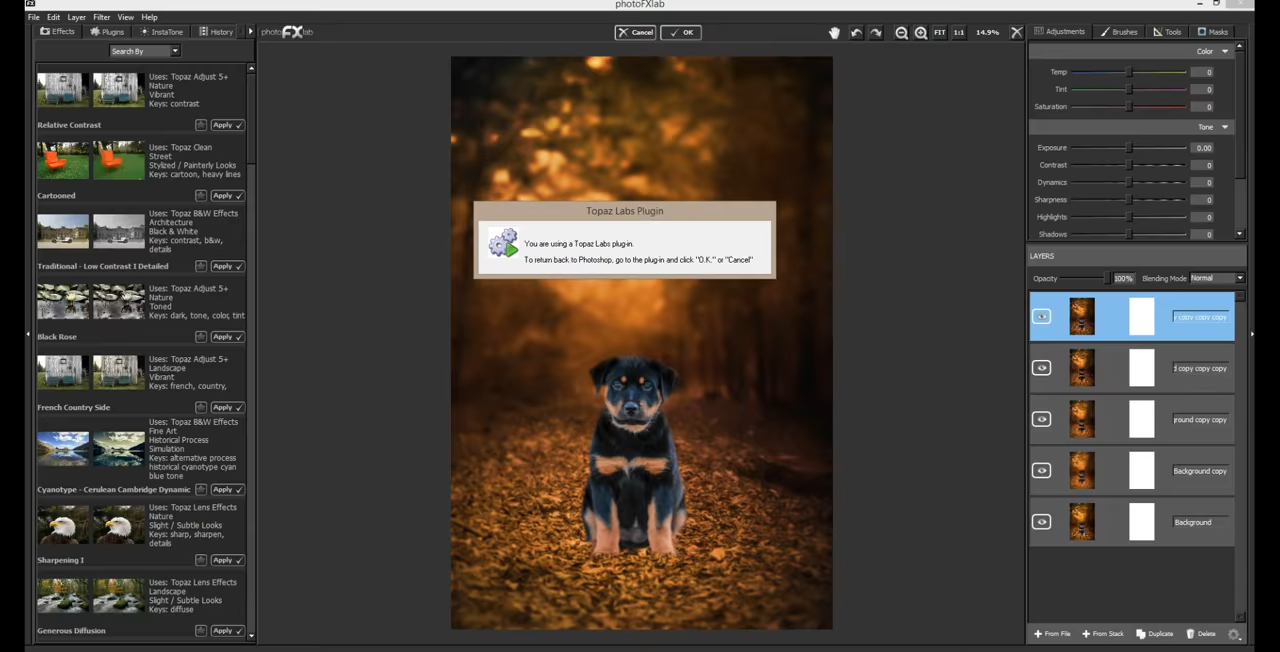 photoFXlab
File Edit Layer Filter View Help
Effects Plugins InstaTone History
photoFXlab
Cancel OK
FIT 1:1 14.9%
Adjustments Brushes Tools Masks
Search By
Uses: Topaz Adjust 5+
Nature
Vibrant
Keys: contrast
Relative Contrast Apply
Uses: Topaz Clean
Street
Stylized / Painterly Looks
Keys: cartoon, heavy lines
Cartooned Apply
Uses: Topaz B&W Effects
Architecture
Black & White
Keys: contrast, b&w,
details
Traditional - Low Contrast I Detailed Apply
Uses: Topaz Adjust 5+
Nature
Toned
Keys: dark, tone, color, tint
Black Rose Apply
Uses: Topaz Adjust 5+
Landscape
Vibrant
Keys: french, country,
French Country Side Apply
Uses: Topaz B&W Effects
Fine Art
Historical Process
Simulation
Keys: alternative process
historical cyanotype cyan
blue tone
Cyanotype - Cerulean Cambridge Dynamic Apply
Uses: Topaz Lens Effects
Nature
Slight / Subtle Looks
Keys: sharp, sharpen,
details
Sharpening I Apply
Uses: Topaz Lens Effects
Landscape
Slight / Subtle Looks
Keys: diffuse
Generous Diffusion Apply
Topaz Labs Plugin
You are using a Topaz Labs plug-in.
To return back to Photoshop, go to the plug-in and click "O.K." or "Cancel"
Color
Temp 0
Tint 0
Saturation 0
Tone
Exposure 0.00
Contrast 0
Dynamics 0
Sharpness 0
Highlights 0
Shadows 0
LAYERS
Opacity 100% Blending Mode Normal
copy copy copy
d copy copy copy
ground copy copy
Background copy
Background
From File From Stack Duplicate Delete